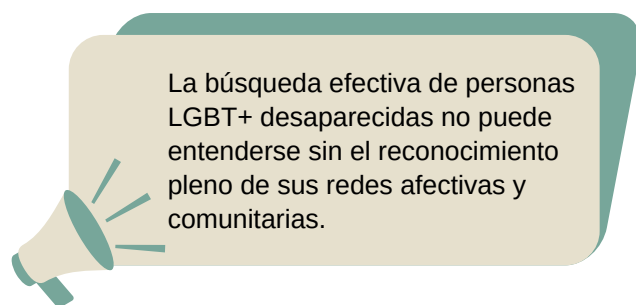 La búsqueda efectiva de personas
LGBT+ desaparecidas no puede
entenderse sin el reconocimiento
pleno de sus redes afectivas y
comunitarias.